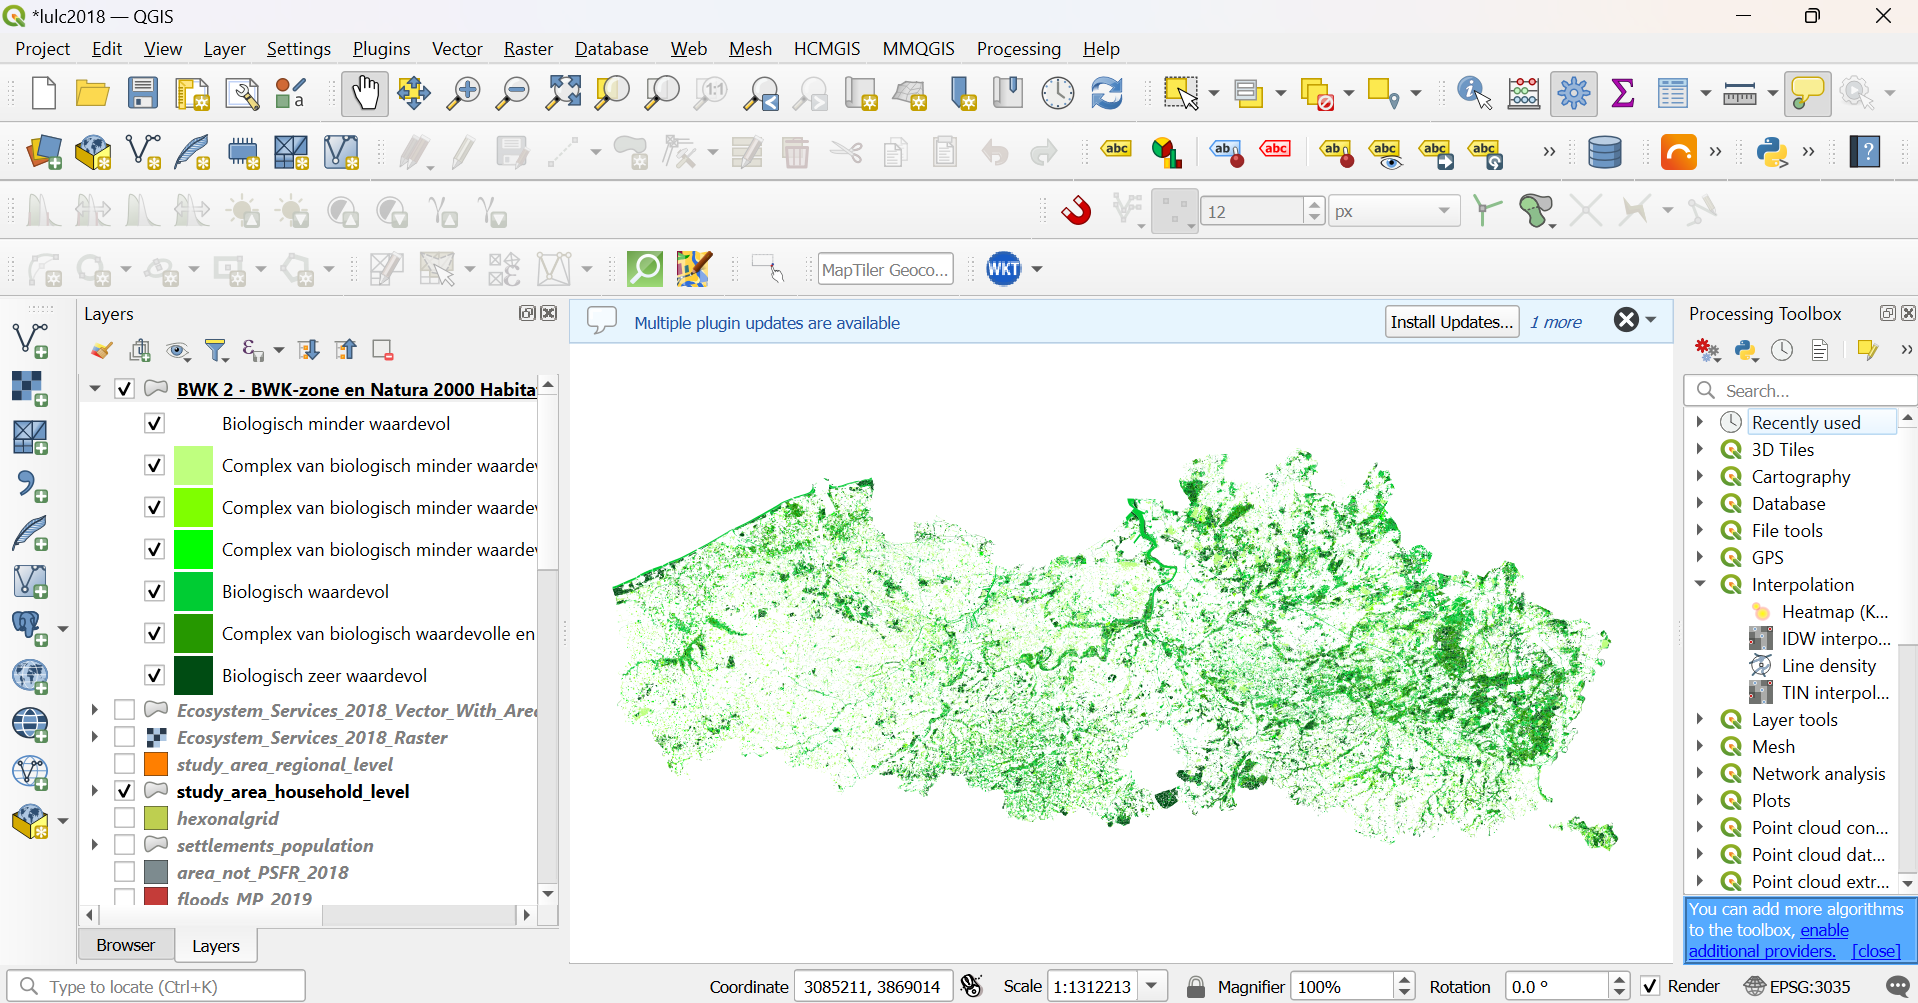 *lulc2018 — QGIS
Project Edit View Layer Settings Plugins Vector Raster Database Web Mesh HCMGIS MMQGIS Processing Help
12 px
MapTiler Geoco... WKT
Layers
BWK 2 - BWK-zone en Natura 2000 Habita
Biologisch minder waardevol
Complex van biologisch minder waarde
Complex van biologisch minder waarde
Complex van biologisch minder waarde
Biologisch waardevol
Complex van biologisch waardevolle en
Biologisch zeer waardevol
Ecosystem_Services_2018_Vector_With_Are
Ecosystem_Services_2018_Raster
study_area_regional_level
study_area_household_level
hexonalgrid
settlements_population
area_not_PSFR_2018
floods_MP_2019
Browser Layers
Multiple plugin updates are available
Install Updates... 1 more
Processing Toolbox
Search...
Recently used
3D Tiles
Cartography
Database
File tools
GPS
Interpolation
Heatmap (K...
IDW interpo...
Line density
TIN interpol...
Layer tools
Mesh
Network analysis
Plots
Point cloud con...
Point cloud dat...
Point cloud extr...
You can add more algorithms
to the toolbox, enable
additional providers. [close]
Type to locate (Ctrl+K)
Coordinate 3085211, 3869014 Scale 1:1312213 Magnifier 100% Rotation 0.0 ° Render EPSG:3035